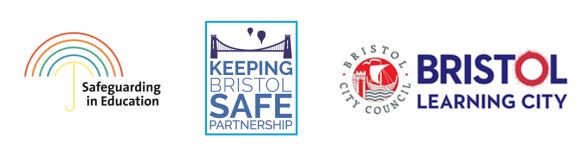 Safeguarding
in Education
KEEPING
BRISTOL
SAFE
PARTNERSHIP
BRISTOL
CITY COUNCIL
BRISTOL
LEARNING CITY